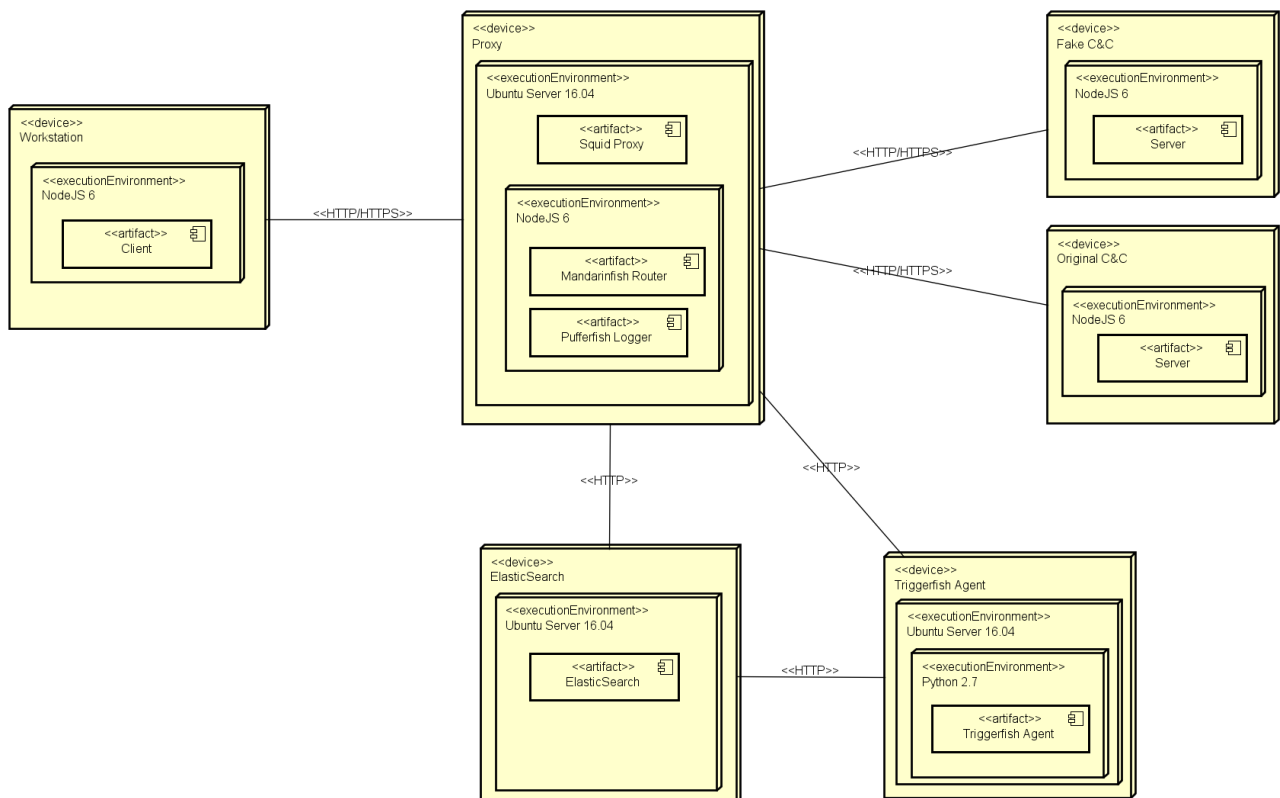 <<device>>
Workstation
<<executionEnvironment>>
NodeJS 6
<<artifact>>
Client
<<HTTP/HTTPS>>
<<device>>
Proxy
<<executionEnvironment>>
Ubuntu Server 16.04
<<artifact>>
Squid Proxy
<<executionEnvironment>>
NodeJS 6
<<artifact>>
Mandarinfish Router
<<artifact>>
Pufferfish Logger
<<HTTP/HTTPS>>
<<device>>
Fake C&C
<<executionEnvironment>>
NodeJS 6
<<artifact>>
Server
<<HTTP/HTTPS>>
<<device>>
Original C&C
<<executionEnvironment>>
NodeJS 6
<<artifact>>
Server
<<HTTP>>
<<HTTP>>
<<device>>
ElasticSearch
<<executionEnvironment>>
Ubuntu Server 16.04
<<artifact>>
ElasticSearch
<<HTTP>>
<<device>>
Triggerfish Agent
<<executionEnvironment>>
Ubuntu Server 16.04
<<executionEnvironment>>
Python 2.7
<<artifact>>
Triggerfish Agent